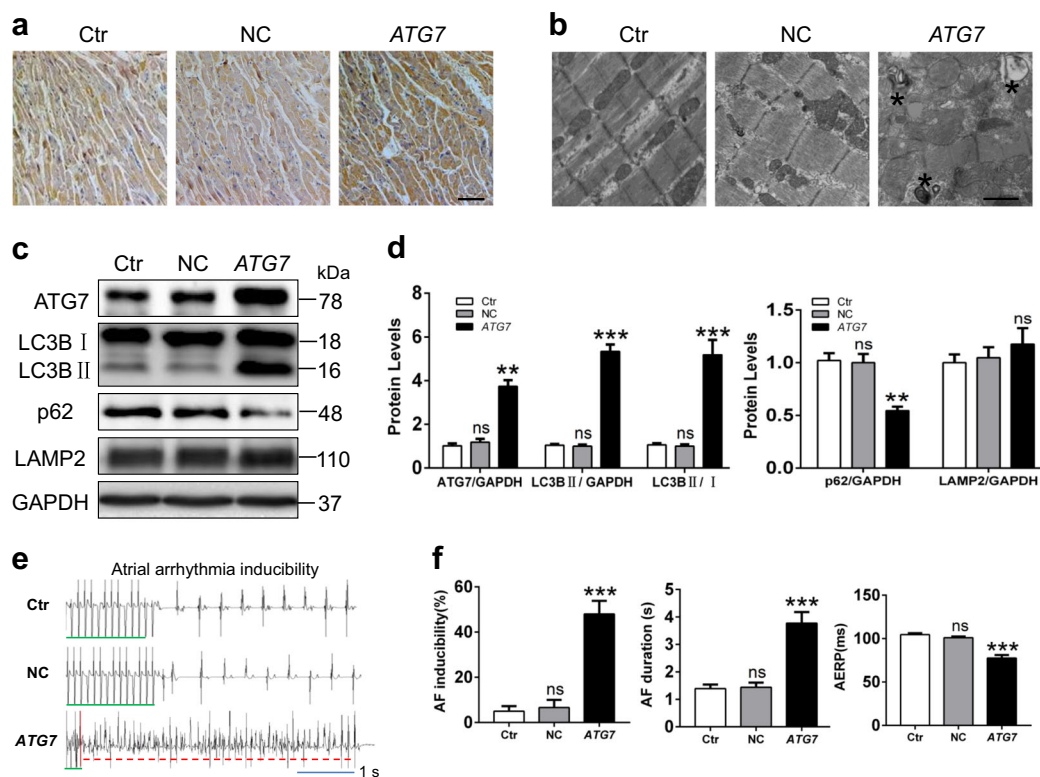 a
Ctr NC ATG7
b
Ctr NC ATG7
* * *
c
Ctr NC ATG7 kDa
ATG7 78
LC3B Ⅰ 18
LC3B Ⅱ 16
p62 48
LAMP2 110
GAPDH 37
d
Protein Levels
8
6
4
2
0
Ctr
NC
ATG7
ns ** ns *** ns ***
ATG7/GAPDH LC3BⅡ/GAPDH LC3BⅡ/Ⅰ
Protein Levels
1.5
1.0
0.5
0.0
Ctr
NC
ATG7
ns ** ns ns
p62/GAPDH LAMP2/GAPDH
e
Atrial arrhythmia inducibility
Ctr
NC
ATG7
1 s
f
AF inducibility(%)
60
40
20
0
ns ***
Ctr NC ATG7
AF duration (s)
5
4
3
2
1
0
ns ***
Ctr NC ATG7
AERP(ms)
150
100
50
0
ns ***
Ctr NC ATG7